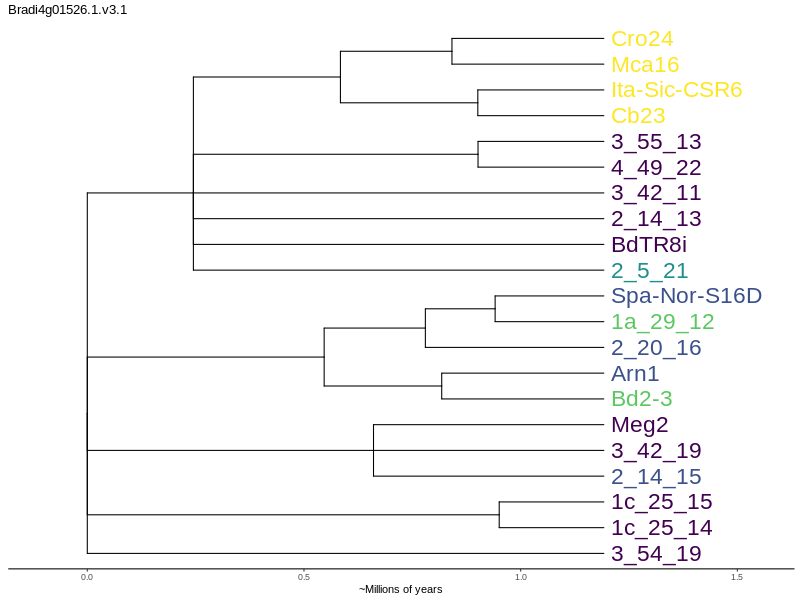 Bradi4g01526.1.v3.1
Cro24
Mca16
Ita-Sic-CSR6
Cb23
3_55_13
4_49_22
3_42_11
2_14_13
BdTR8i
2_5_21
Spa-Nor-S16D
1a_29_12
2_20_16
Arn1
Bd2-3
Meg2
3_42_19
2_14_15
1c_25_15
1c_25_14
3_54_19
0.0 0.5 1.0 1.5
~Millions of years